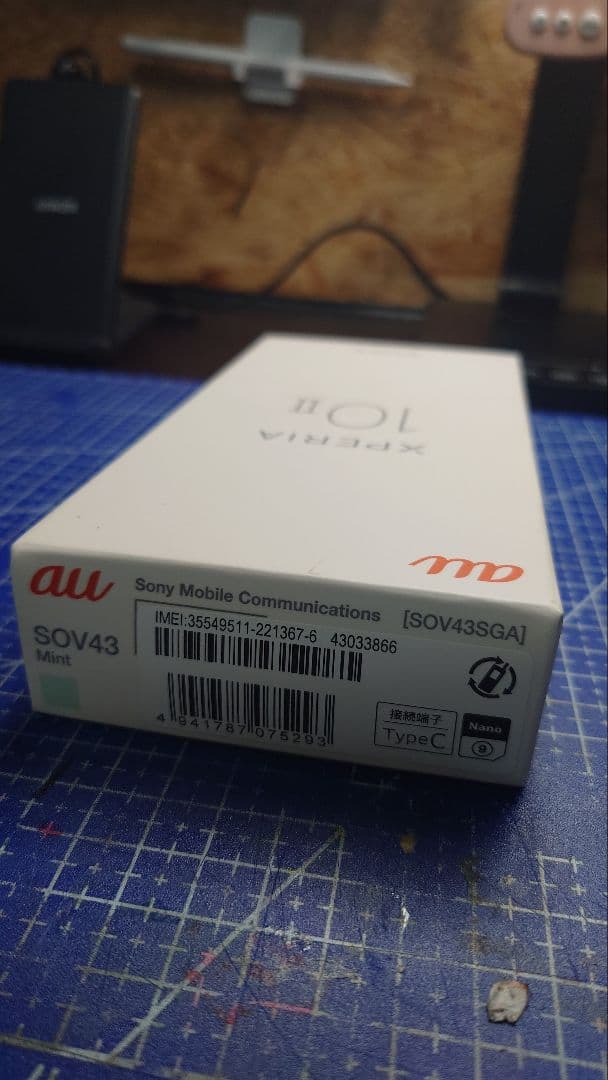 XPERIA
10 II
au
au
Sony Mobile Communications [SOV43SGA]
SOV43
Mint
IMEI:35549511-221367-6 43033866
4 941787 075293
接続端子
TypeC
Nano
9